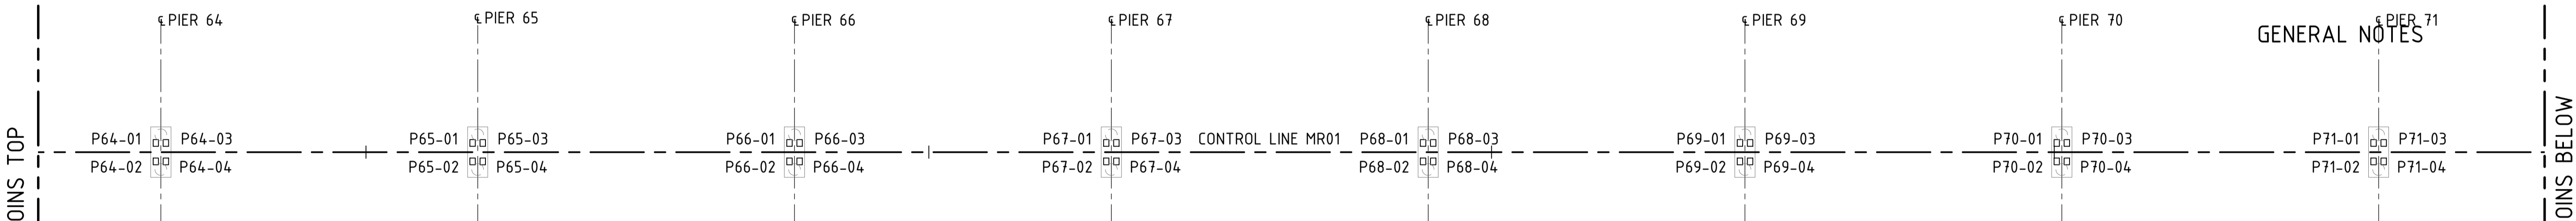 ℄ PIER 64 ℄ PIER 65 ℄ PIER 66 ℄ PIER 67 ℄ PIER 68 ℄ PIER 69 ℄ PIER 70 ℄ PIER 71
GENERAL NOTES
P64-01 P64-03 P65-01 P65-03 P66-01 P66-03 P67-01 P67-03 CONTROL LINE MR01 P68-01 P68-03 P69-01 P69-03 P70-01 P70-03 P71-01 P71-03
P64-02 P64-04 P65-02 P65-04 P66-02 P66-04 P67-02 P67-04 P68-02 P68-04 P69-02 P69-04 P70-02 P70-04 P71-02 P71-04
OINS TOP
OINS BELOW